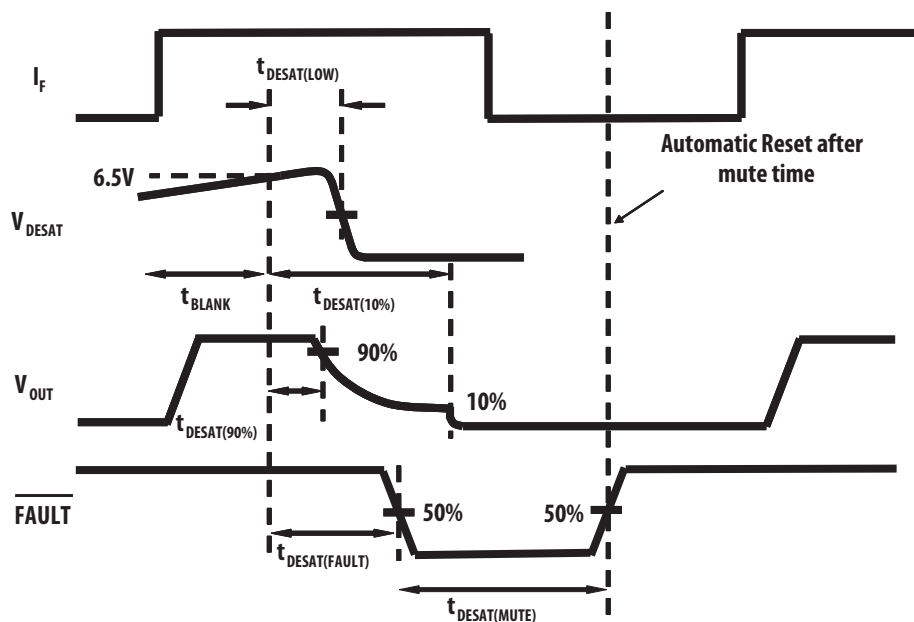 I_F
t_DESAT(LOW)
Automatic Reset after
mute time
6.5V
V_DESAT
t_BLANK
t_DESAT(10%)
90%
V_OUT
10%
t_DESAT(90%)
FAULT
50%
50%
t_DESAT(FAULT)
t_DESAT(MUTE)